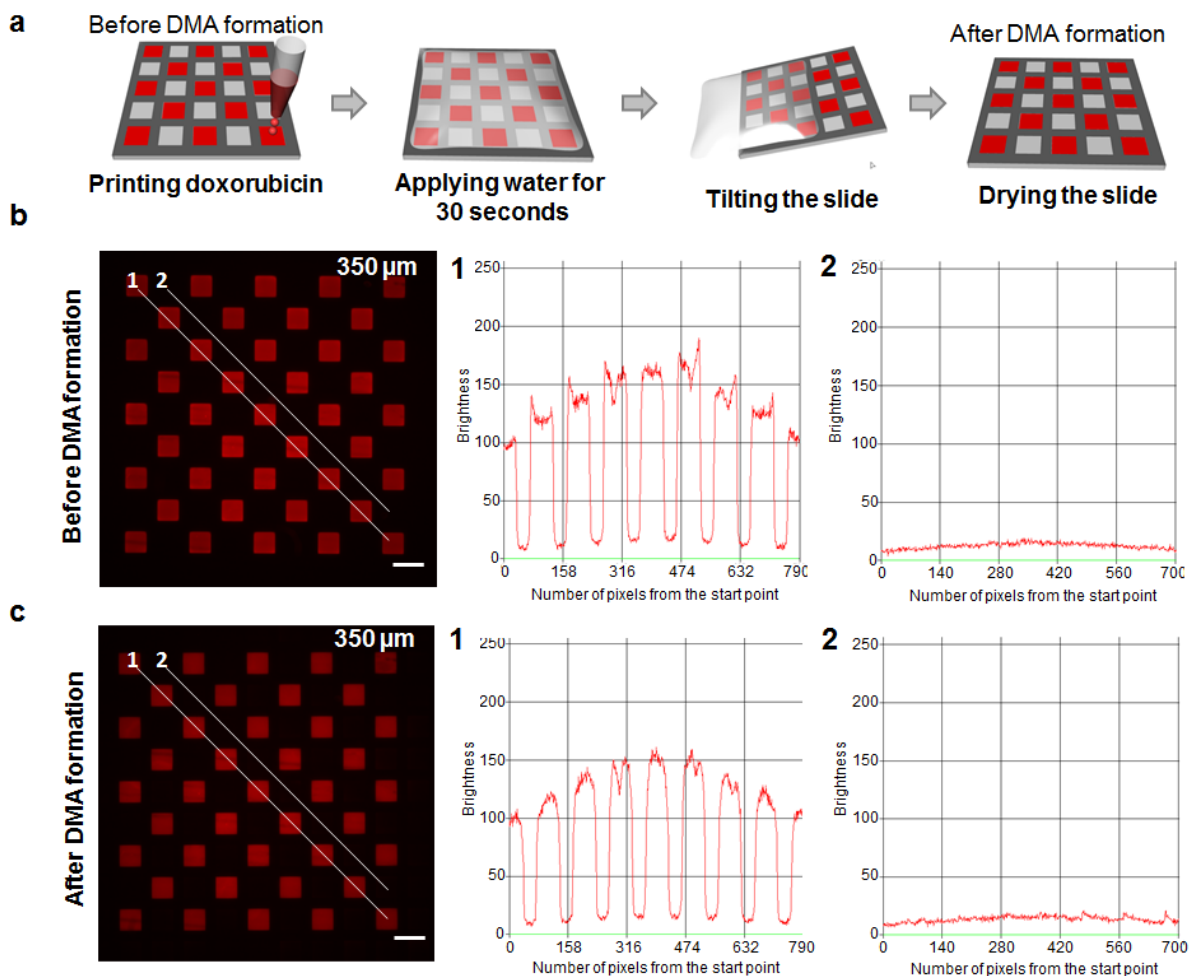 a
Before DMA formation
After DMA formation
Printing doxorubicin
Applying water for
30 seconds
Tilting the slide
Drying the slide
b
Before DMA formation
1 2
350 µm
1
250
200
150
100
50
0
Brightness
0 158 316 474 632 790
Number of pixels from the start point
2
250
200
150
100
50
0
Brightness
0 140 280 420 560 700
Number of pixels from the start point
c
After DMA formation
1 2
350 µm
1
250
200
150
100
50
0
Brightness
0 158 316 474 632 790
Number of pixels from the start point
2
250
200
150
100
50
0
Brightness
0 140 280 420 560 700
Number of pixels from the start point